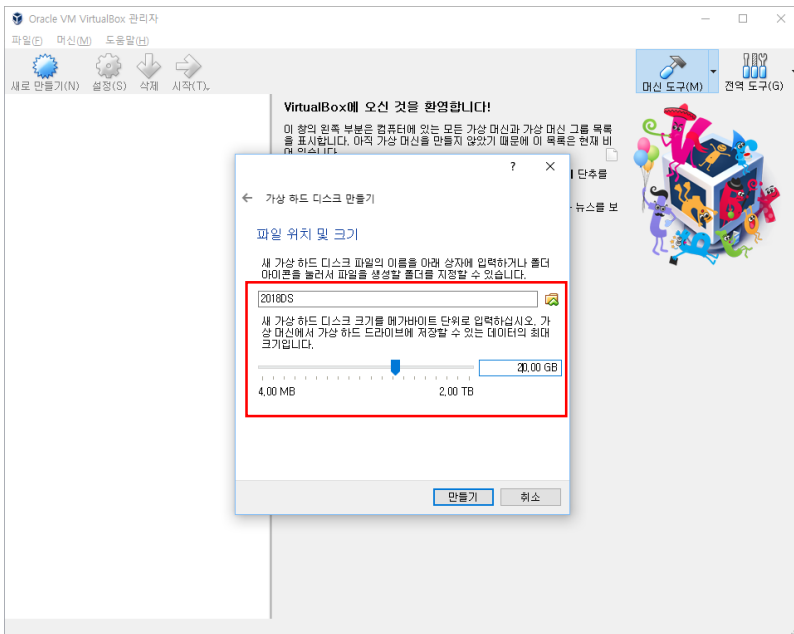 Oracle VM VirtualBox 관리자
파일(F) 머신(M) 도움말(H)
새로 만들기(N) 설정(S) 삭제 시작(T)
머신 도구(M) 전역 도구(G)
VirtualBox에 오신 것을 환영합니다!
이 창의 왼쪽 부분은 컴퓨터에 있는 모든 가상 머신과 가상 머신 그룹 목록
을 표시합니다. 아직 가상 머신을 만들지 않았기 때문에 이 목록은 현재 비
어 있습니다.
단추를
뉴스를 보
?
가상 하드 디스크 만들기
파일 위치 및 크기
새 가상 하드 디스크 파일의 이름을 아래 상자에 입력하거나 폴더
아이콘을 눌러서 파일을 생성할 폴더를 지정할 수 있습니다.
2018DS
새 가상 하드 디스크 크기를 메가바이트 단위로 입력하십시오. 가
상 머신에서 가상 하드 드라이브에 저장할 수 있는 데이터의 최대
크기입니다.
20,00 GB
4,00 MB 2,00 TB
만들기 취소